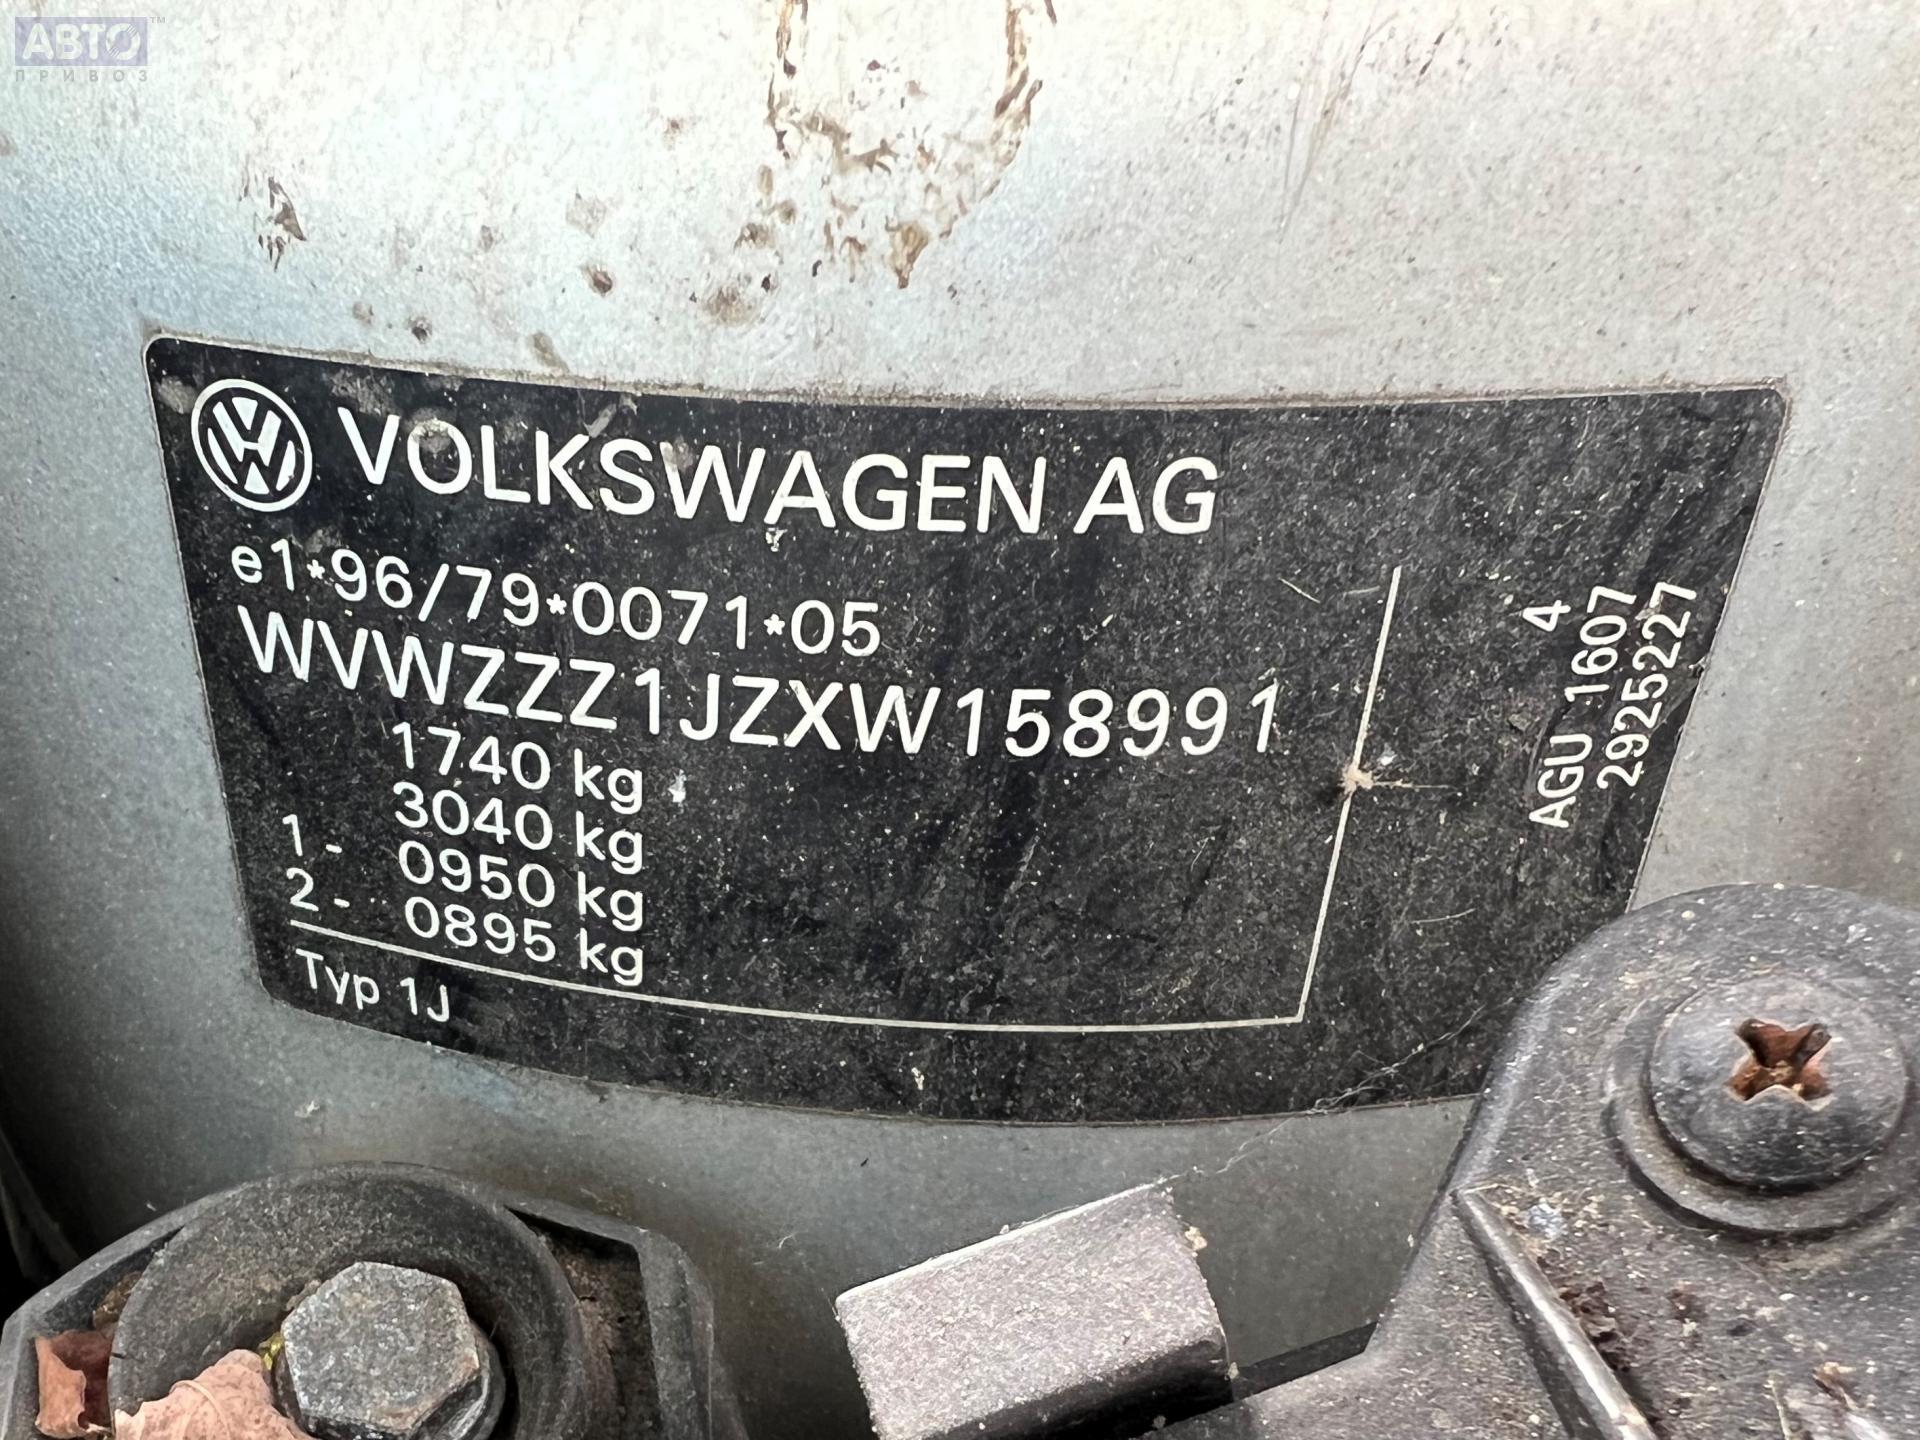 АВТО™
ПРИВОЗ
VOLKSWAGEN AG
e1*96/79*0071*05
WVWZZZ1JZXW158991
1740 kg
3040 kg
1- 0950 kg
2- 0895 kg
Typ 1J
4
AGU 1607
2925227